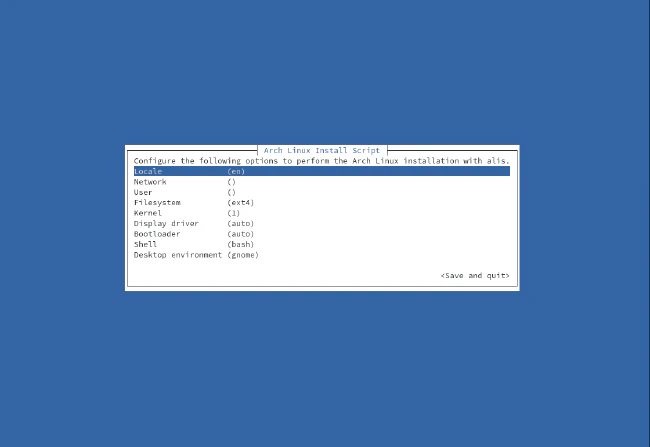 Arch Linux Install Script
Configure the following options to perform the Arch Linux installation with alis.
Locale (en)
Network ()
User ()
Filesystem (ext4)
Kernel (1)
Display driver (auto)
Bootloader (auto)
Shell (bash)
Desktop environment (gnome)
<Save and quit>